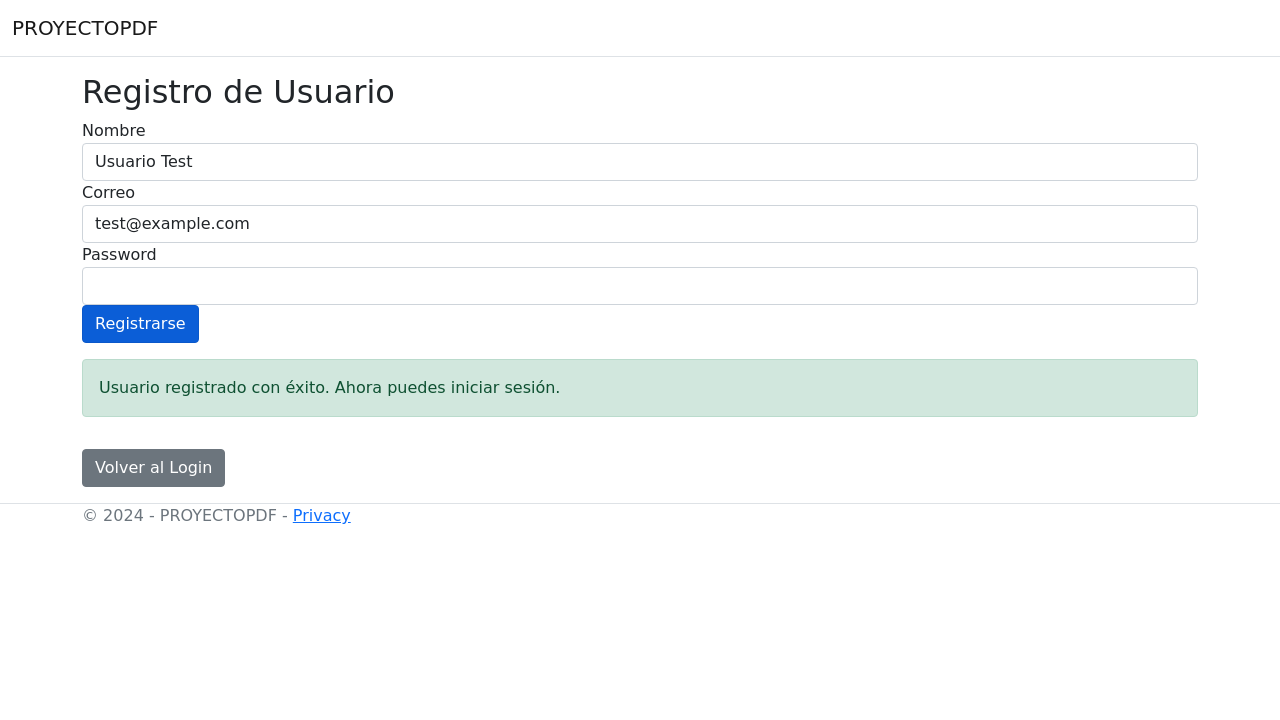 PROYECTOPDF
Registro de Usuario
Nombre
Usuario Test
Correo
test@example.com
Password
Registrarse
Usuario registrado con éxito. Ahora puedes iniciar sesión.
Volver al Login
© 2024 - PROYECTOPDF - Privacy